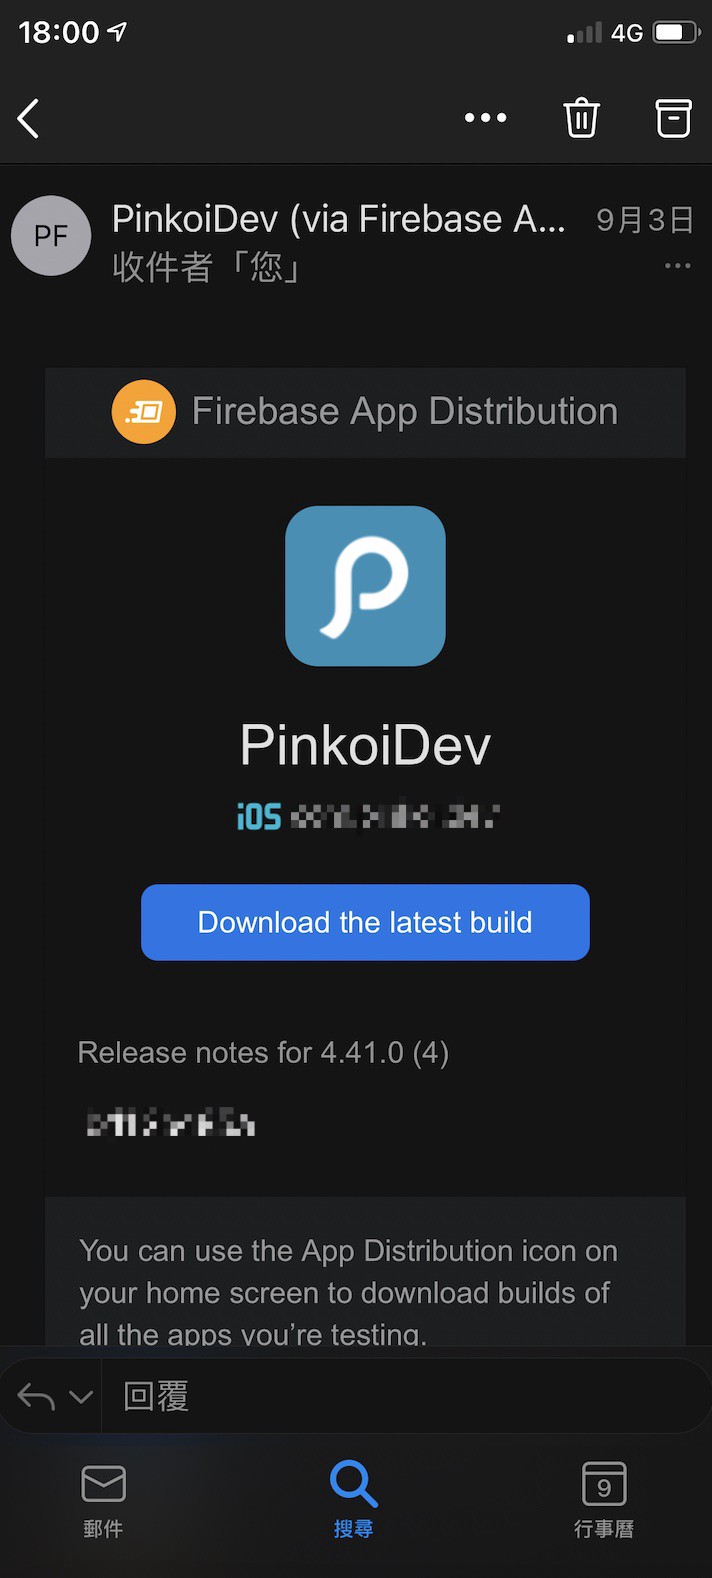 18:00
4G
PF
PinkoiDev (via Firebase A...
9月3日
收件者「您」
Firebase App Distribution
PinkoiDev
iOS
Download the latest build
Release notes for 4.41.0 (4)
You can use the App Distribution icon on
your home screen to download builds of
all the apps you’re testing.
回覆
郵件
搜尋
9
行事曆